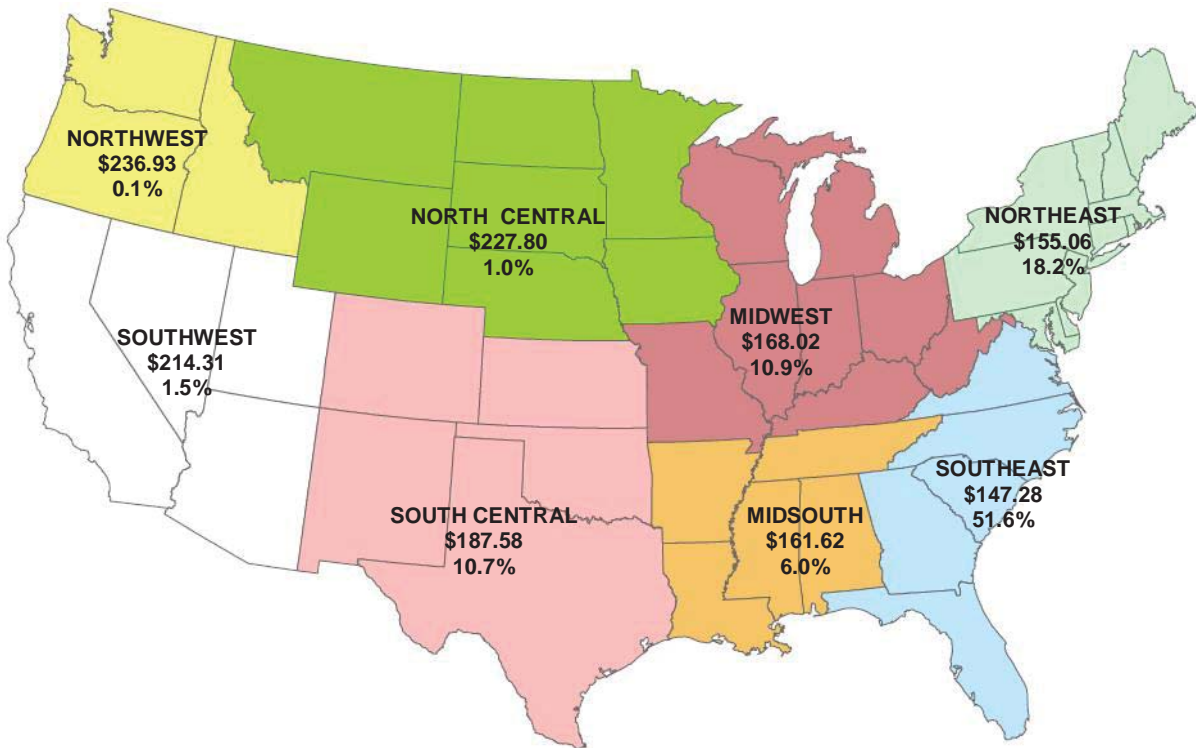 NORTHWEST
$236.93
0.1%
NORTH CENTRAL
$227.80
1.0%
NORTHEAST
$155.06
18.2%
SOUTHWEST
$214.31
1.5%
MIDWEST
$168.02
10.9%
SOUTHEAST
$147.28
51.6%
SOUTH CENTRAL
$187.58
10.7%
MIDSOUTH
$161.62
6.0%